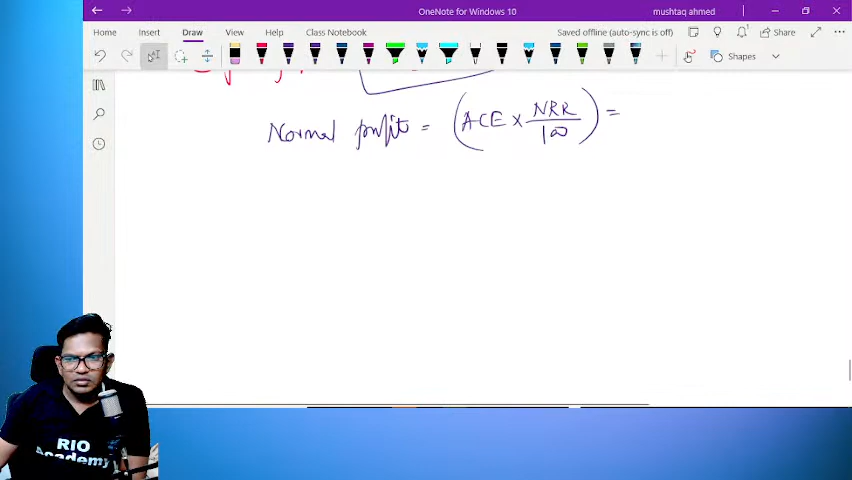 OneNote for Windows 10
mushtaq ahmed
Home Insert Draw View Help Class Notebook
Saved offline (auto-sync is off)
Share
Shapes
Normal profit = (ACE x NRR/100) =
RIO
Academy